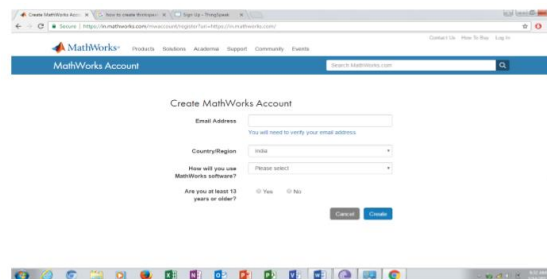 Create MathWorks Acco
How to create Workspace
Sign Up - ThingSpeak
Secure | https://in.mathworks.com/mwaccount/register?uri=https://in.mathworks.com/
Contact Us How To Buy Log In
MathWorks® Products Solutions Academia Support Community Events
MathWorks Account
Search MathWorks.com
Create MathWorks Account
Email Address
You will need to verify your email address
Country/Region India
How will you use Please select
MathWorks software?
Are you at least 13 Yes No
years or older?
Cancel Create